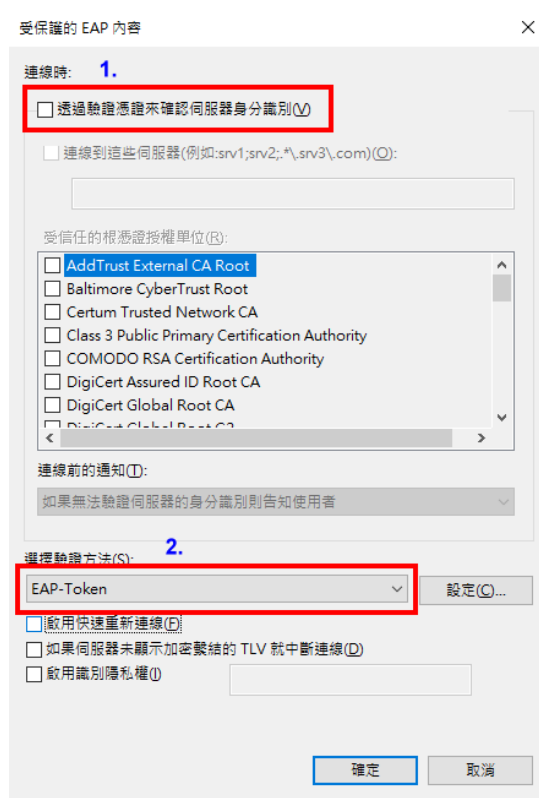 受保護的 EAP 內容
連線時:
1.
透過驗證憑證來確認伺服器身分識別(V)
連線到這些伺服器(例如:srv1;srv2;.*\.srv3\.com)(O):
受信任的根憑證授權單位(R):
AddTrust External CA Root
Baltimore CyberTrust Root
Certum Trusted Network CA
Class 3 Public Primary Certification Authority
COMODO RSA Certification Authority
DigiCert Assured ID Root CA
DigiCert Global Root CA
DigiCert Global Root G2
連線前的通知(T):
如果無法驗證伺服器的身分識別則告知使用者
2.
選擇驗證方法(S):
EAP-Token
設定(C)...
啟用快速重新連線(F)
如果伺服器未顯示加密繫結的 TLV 就中斷連線(D)
啟用識別隱私權(I)
確定
取消